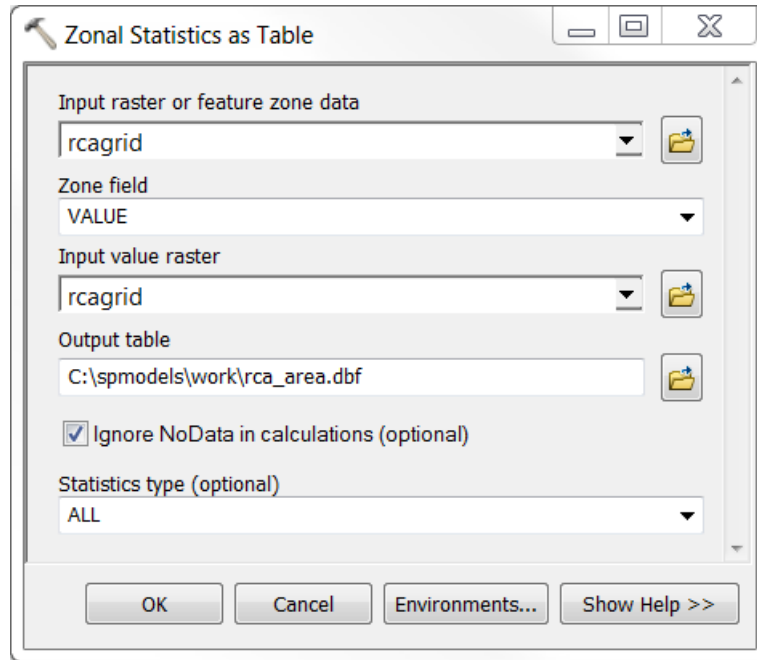 Zonal Statistics as Table
Input raster or feature zone data
rcagrid
Zone field
VALUE
Input value raster
rcagrid
Output table
C:\spmodels\work\rca_area.dbf
Ignore NoData in calculations (optional)
Statistics type (optional)
ALL
OK Cancel Environments... Show Help >>